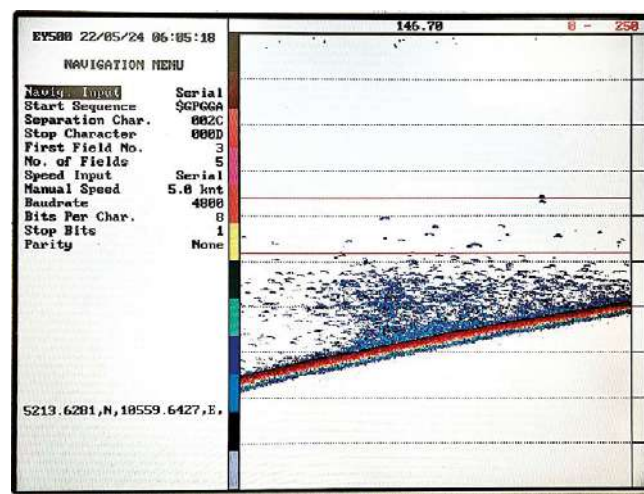 EY500 22/05/24 06:05:18
146.70
0 - 250
NAVIGATION MENU
Navig. Input Serial
Start Sequence $GPGGA
Separation Char. 002C
Stop Character 000D
First Field No. 3
No. of Fields 5
Speed Input Serial
Manual Speed 5.0 knt
Baudrate 4800
Bits Per Char. 8
Stop Bits 1
Parity None
5213.6281,N,10559.6427,E,